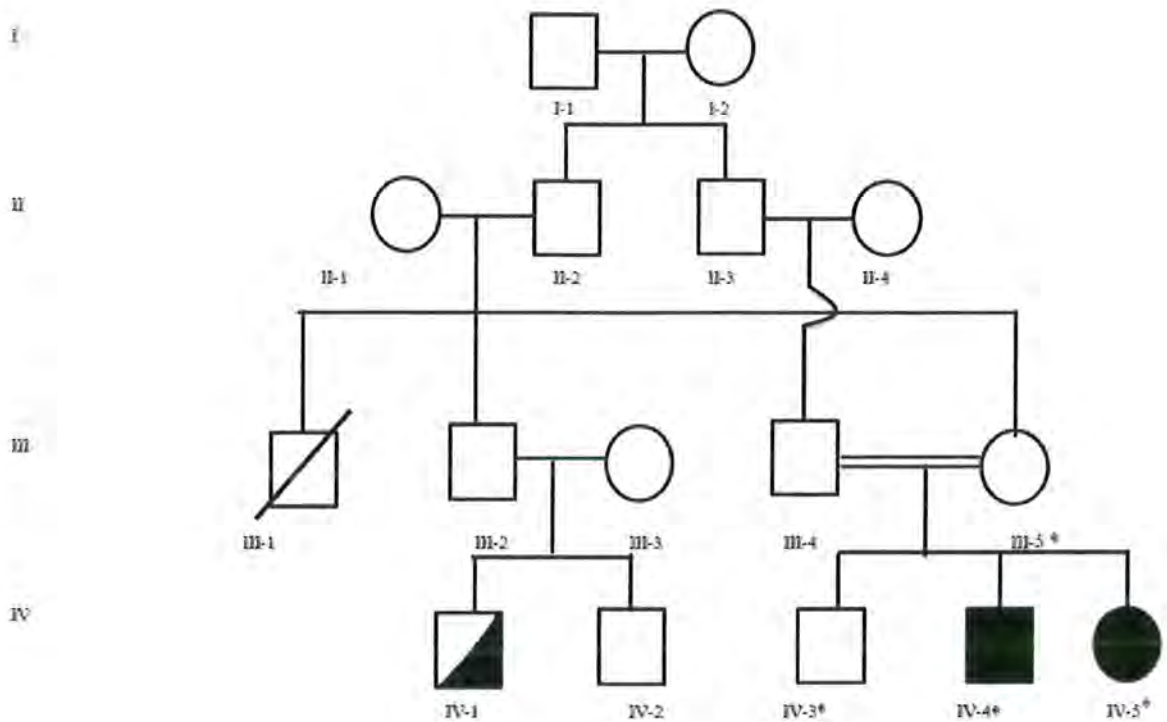 I
I-1 I-2
II
II-1 II-2 II-3 II-4
III
III-1 III-2 III-3 III-4 III-5 *
IV
IV-1 IV-2 IV-3* IV-4* IV-5*